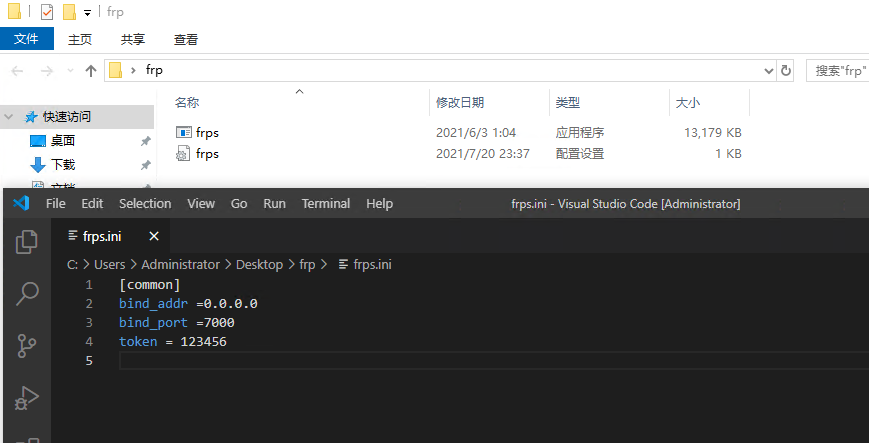 frp
文件 主页 共享 查看
frp 搜索"frp"
名称 修改日期 类型 大小
快速访问
frps 2021/6/3 1:04 应用程序 13,179 KB
桌面
frps 2021/7/20 23:37 配置设置 1 KB
下载
文档
File Edit Selection View Go Run Terminal Help frps.ini - Visual Studio Code [Administrator]
frps.ini
C: > Users > Administrator > Desktop > frp > frps.ini
1 [common]
2 bind_addr =0.0.0.0
3 bind_port =7000
4 token = 123456
5